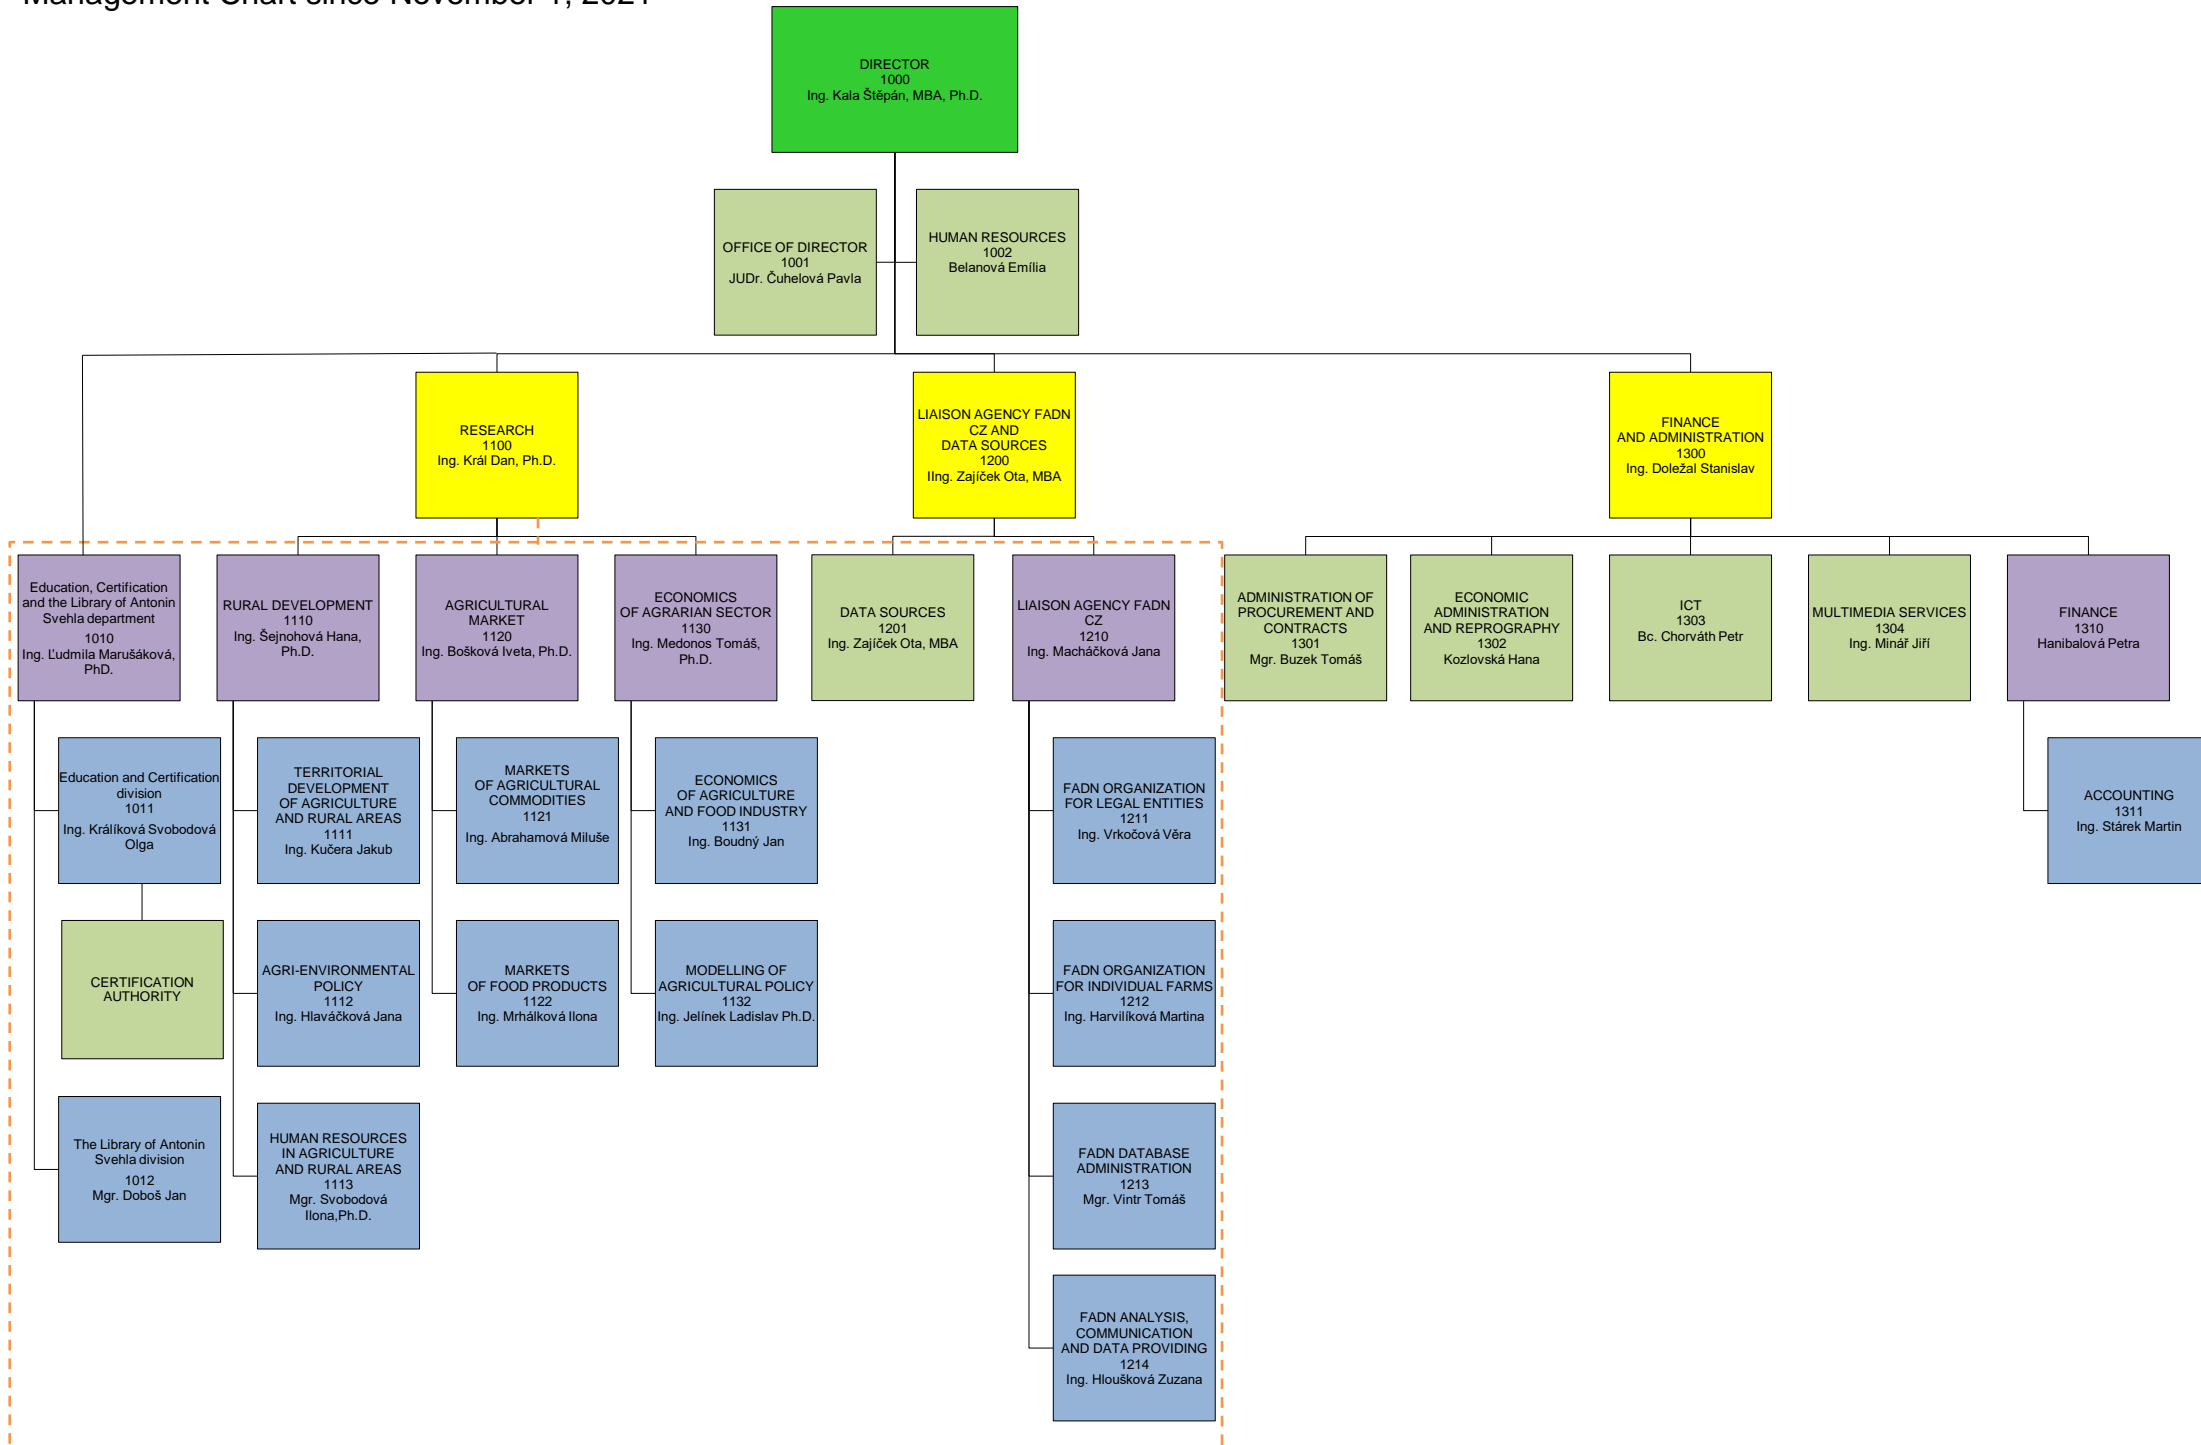 Management Chart since November 1, 2021
DIRECTOR
1000
Ing. Kala Štěpán, MBA, Ph.D.
OFFICE OF DIRECTOR
1001
JUDr. Čuhelová Pavla
HUMAN RESOURCES
1002
Belanová Emília
RESEARCH
1100
Ing. Král Dan, Ph.D.
LIAISON AGENCY FADN
CZ AND
DATA SOURCES
1200
IIng. Zajíček Ota, MBA
FINANCE
AND ADMINISTRATION
1300
Ing. Doležal Stanislav
Education, Certification
and the Library of Antonin
Svehla department
1010
Ing. Ľudmila Marušáková,
PhD.
RURAL DEVELOPMENT
1110
Ing. Šejnohová Hana,
Ph.D.
AGRICULTURAL
MARKET
1120
Ing. Bošková Iveta, Ph.D.
ECONOMICS
OF AGRARIAN SECTOR
1130
Ing. Medonos Tomáš,
Ph.D.
DATA SOURCES
1201
Ing. Zajíček Ota, MBA
LIAISON AGENCY FADN
CZ
1210
Ing. Macháčková Jana
ADMINISTRATION OF
PROCUREMENT AND
CONTRACTS
1301
Mgr. Buzek Tomáš
ECONOMIC
ADMINISTRATION
AND REPROGRAPHY
1302
Kozlovská Hana
ICT
1303
Bc. Chorváth Petr
MULTIMEDIA SERVICES
1304
Ing. Minář Jiří
FINANCE
1310
Hanibalová Petra
Education and Certification
division
1011
Ing. Králíková Svobodová
Olga
TERRITORIAL
DEVELOPMENT
OF AGRICULTURE
AND RURAL AREAS
1111
Ing. Kučera Jakub
MARKETS
OF AGRICULTURAL
COMMODITIES
1121
Ing. Abrahamová Miluše
ECONOMICS
OF AGRICULTURE
AND FOOD INDUSTRY
1131
Ing. Boudný Jan
FADN ORGANIZATION
FOR LEGAL ENTITIES
1211
Ing. Vrkočová Věra
ACCOUNTING
1311
Ing. Stárek Martin
CERTIFICATION
AUTHORITY
AGRI-ENVIRONMENTAL
POLICY
1112
Ing. Hlaváčková Jana
MARKETS
OF FOOD PRODUCTS
1122
Ing. Mrhálková Ilona
MODELLING OF
AGRICULTURAL POLICY
1132
Ing. Jelínek Ladislav Ph.D.
FADN ORGANIZATION
FOR INDIVIDUAL FARMS
1212
Ing. Harvilíková Martina
The Library of Antonin
Svehla division
1012
Mgr. Doboš Jan
HUMAN RESOURCES
IN AGRICULTURE
AND RURAL AREAS
1113
Mgr. Svobodová
Ilona,Ph.D.
FADN DATABASE
ADMINISTRATION
1213
Mgr. Vintr Tomáš
FADN ANALYSIS,
COMMUNICATION
AND DATA PROVIDING
1214
Ing. Hloušková Zuzana